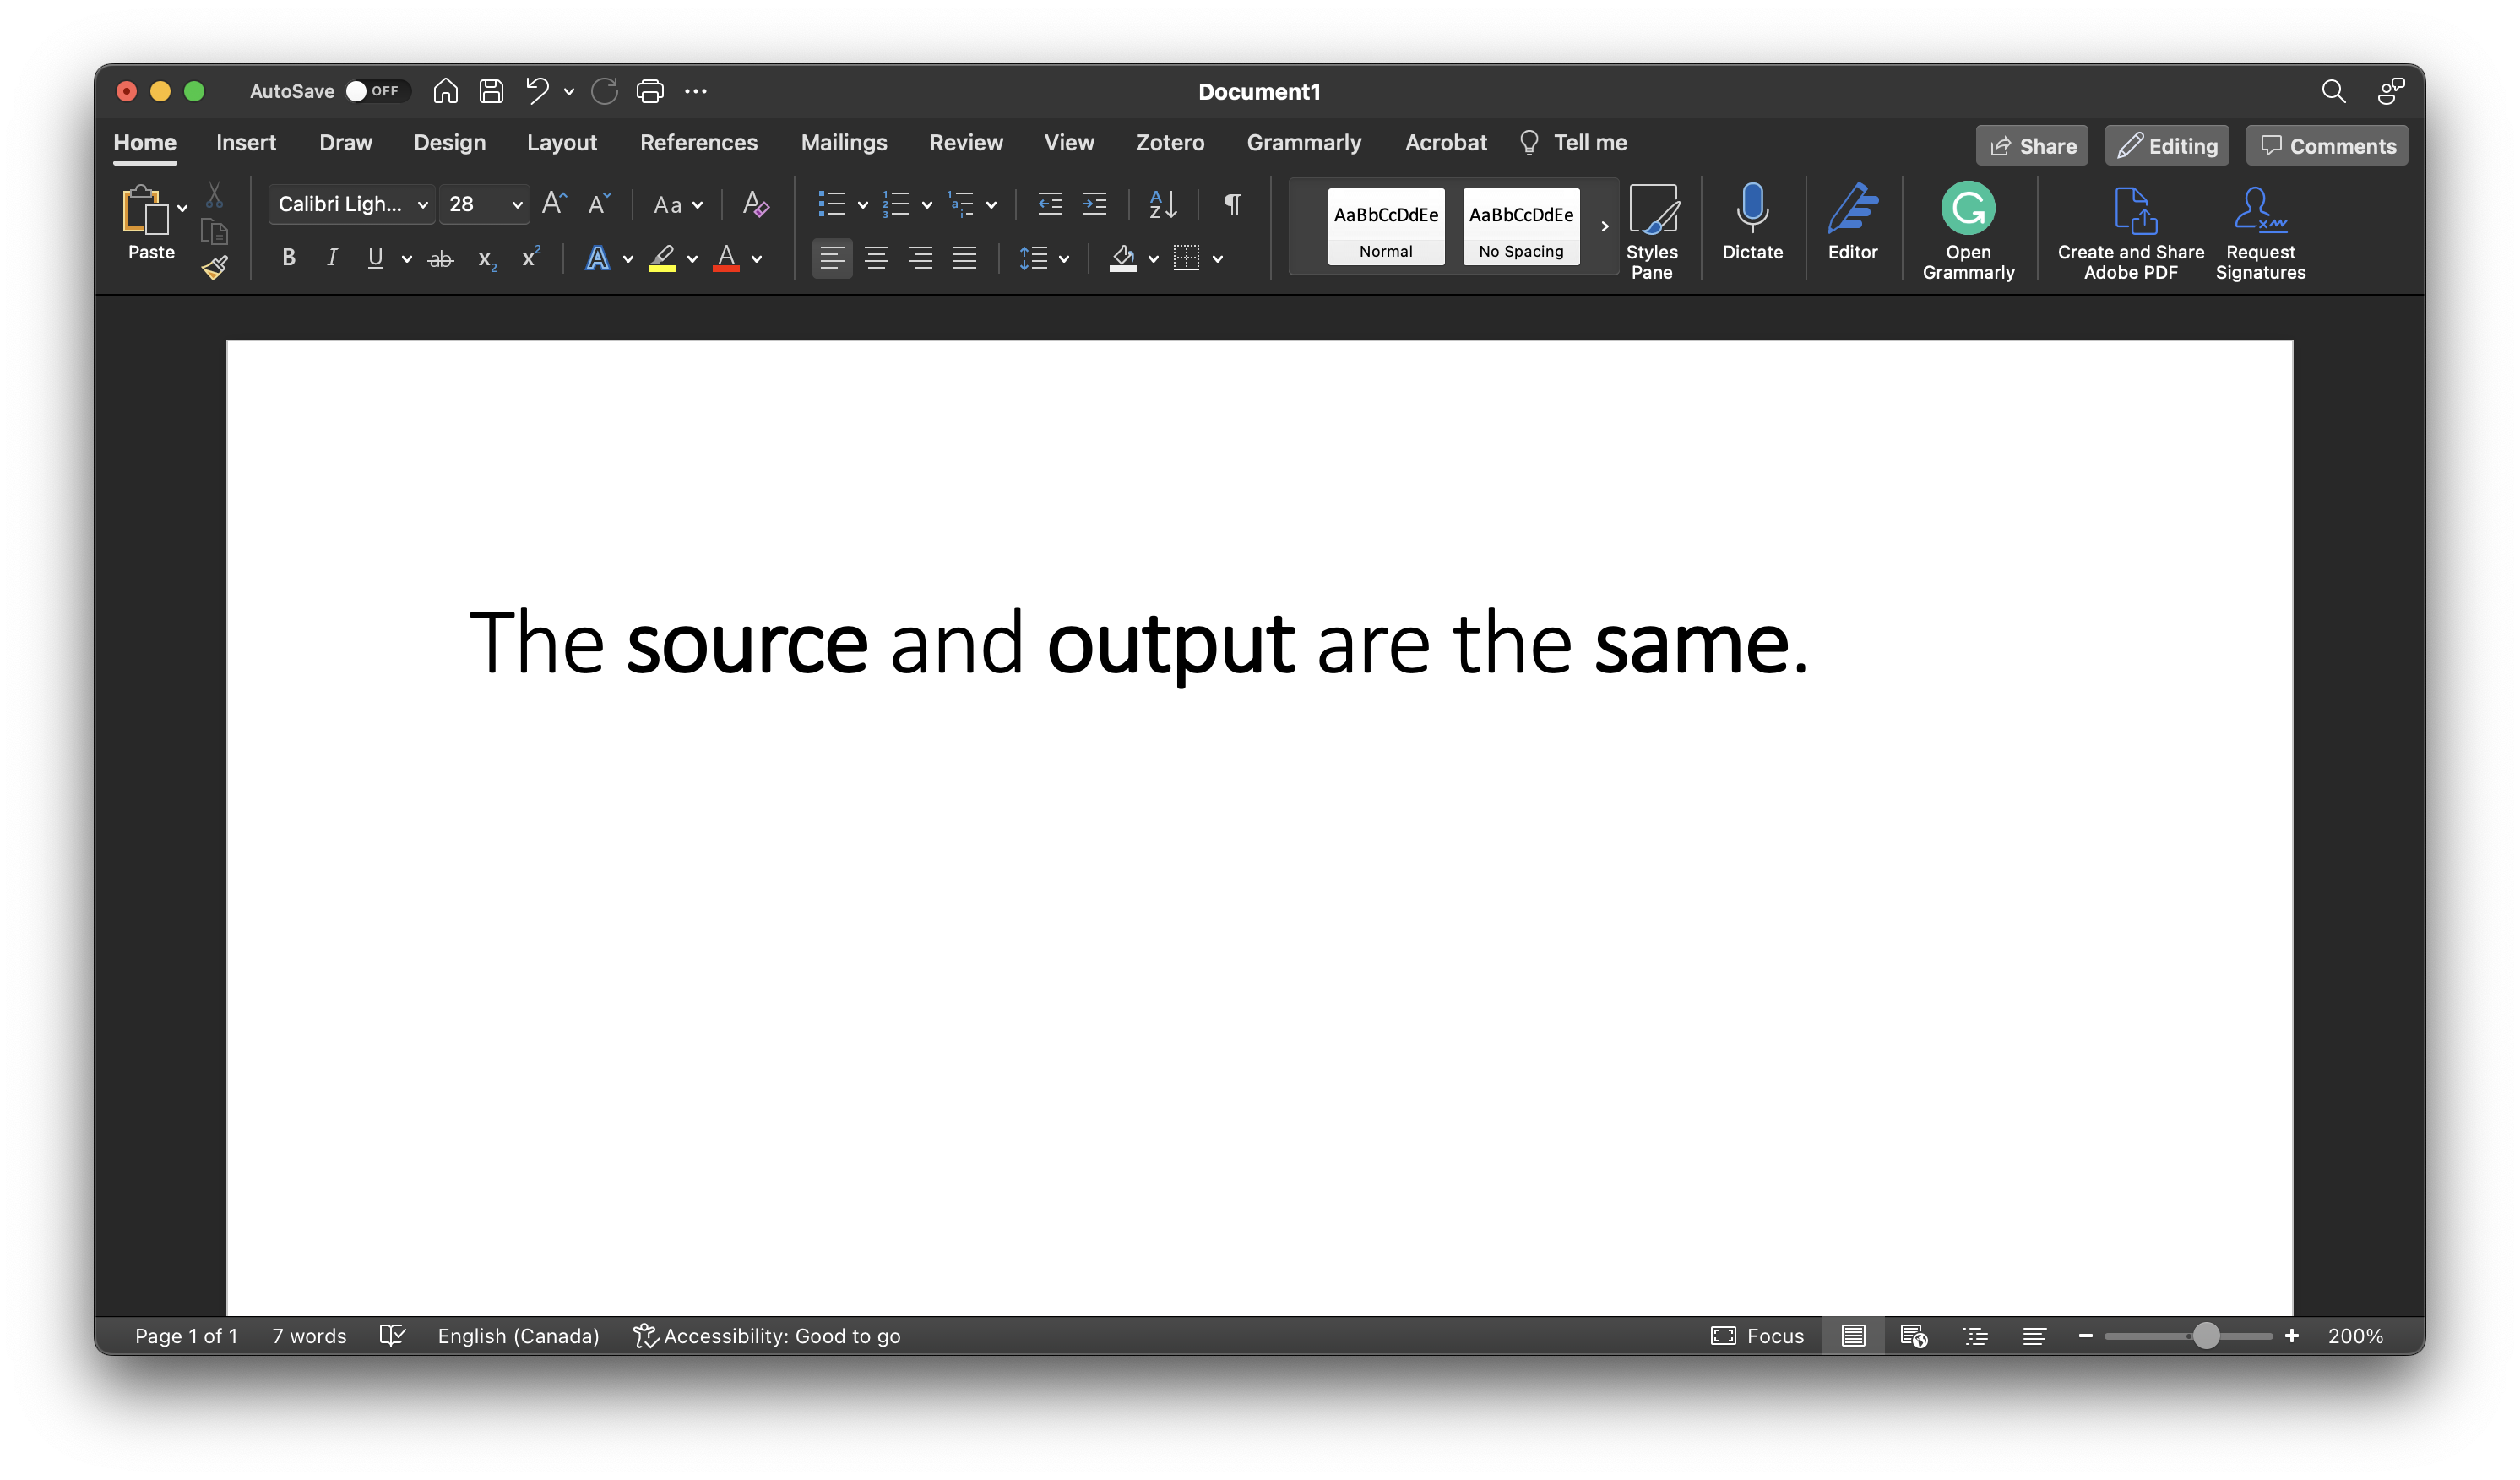 AutoSave OFF
Document1
Home Insert Draw Design Layout References Mailings Review View Zotero Grammarly Acrobat Tell me Share Editing Comments
Paste
Calibri Ligh... 28 Aa
B I U ab x2 x2 A A
AaBbCcDdEe
Normal
AaBbCcDdEe
No Spacing
Styles
Pane
Dictate
Editor
Open
Grammarly
Create and Share
Adobe PDF
Request
Signatures
The source and output are the same.
Page 1 of 1 7 words English (Canada) Accessibility: Good to go Focus 200%